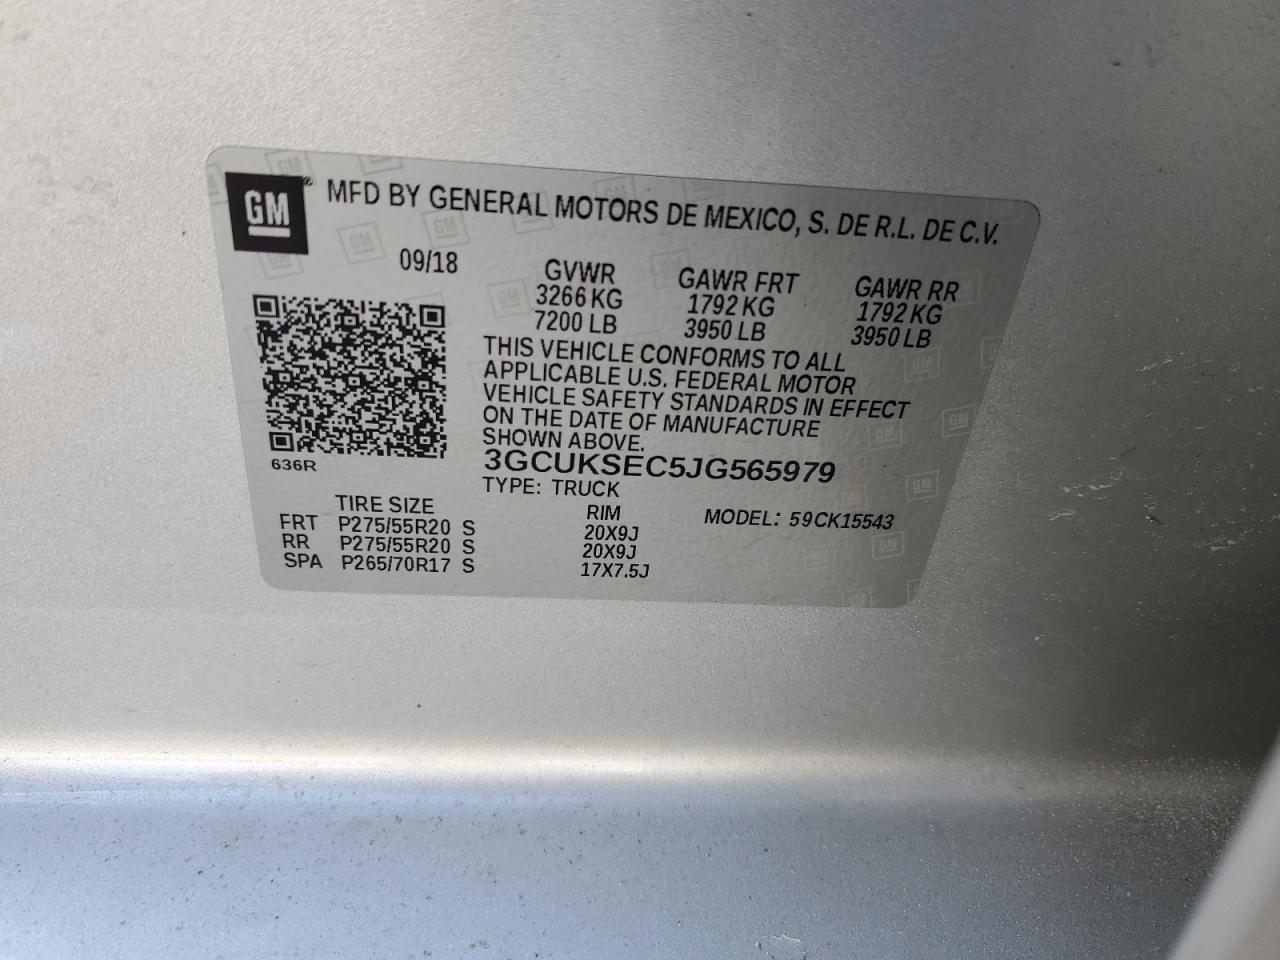 GM MFD BY GENERAL MOTORS DE MEXICO, S. DE R.L. DE C.V.
09/18
GVWR GAWR FRT GAWR RR
3266 KG 1792 KG 1792 KG
7200 LB 3950 LB 3950 LB
THIS VEHICLE CONFORMS TO ALL
APPLICABLE U.S. FEDERAL MOTOR
VEHICLE SAFETY STANDARDS IN EFFECT
ON THE DATE OF MANUFACTURE
SHOWN ABOVE.
636R
3GCUKSEC5JG565979
TYPE: TRUCK
TIRE SIZE RIM MODEL: 59CK15543
FRT P275/55R20 S 20X9J
RR P275/55R20 S 20X9J
SPA P265/70R17 S 17X7.5J